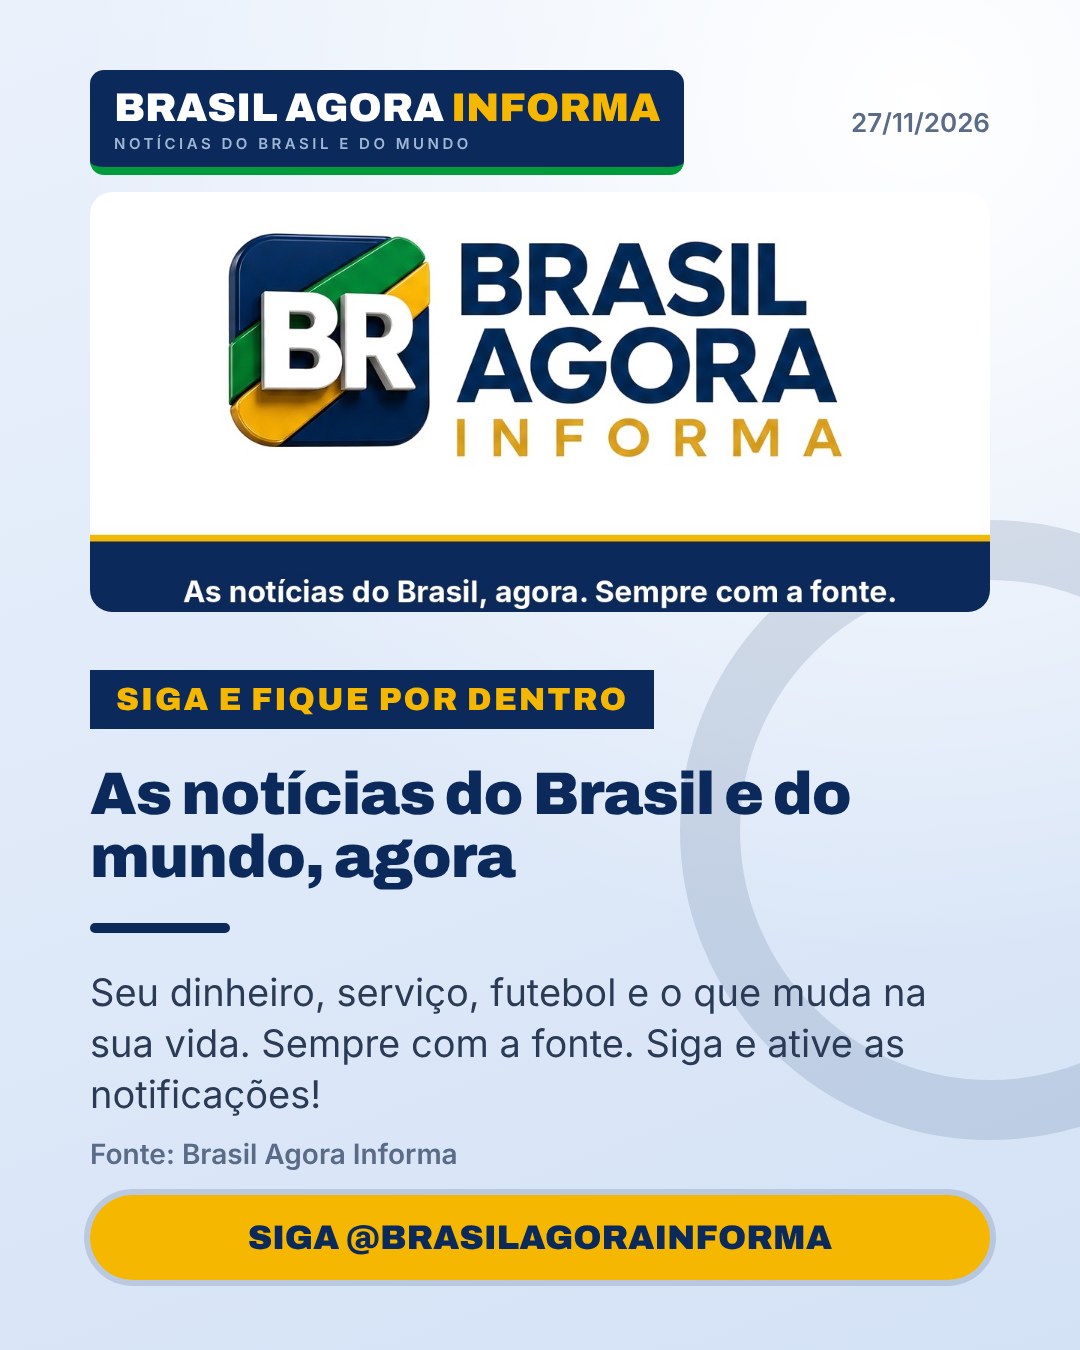 BRASIL AGORA INFORMA
NOTÍCIAS DO BRASIL E DO MUNDO
27/11/2026
BR
BRASIL
AGORA
INFORMA
As notícias do Brasil, agora. Sempre com a fonte.
SIGA E FIQUE POR DENTRO
As notícias do Brasil e do
mundo, agora
Seu dinheiro, serviço, futebol e o que muda na
sua vida. Sempre com a fonte. Siga e ative as
notificações!
Fonte: Brasil Agora Informa
SIGA @BRASILAGORAINFORMA